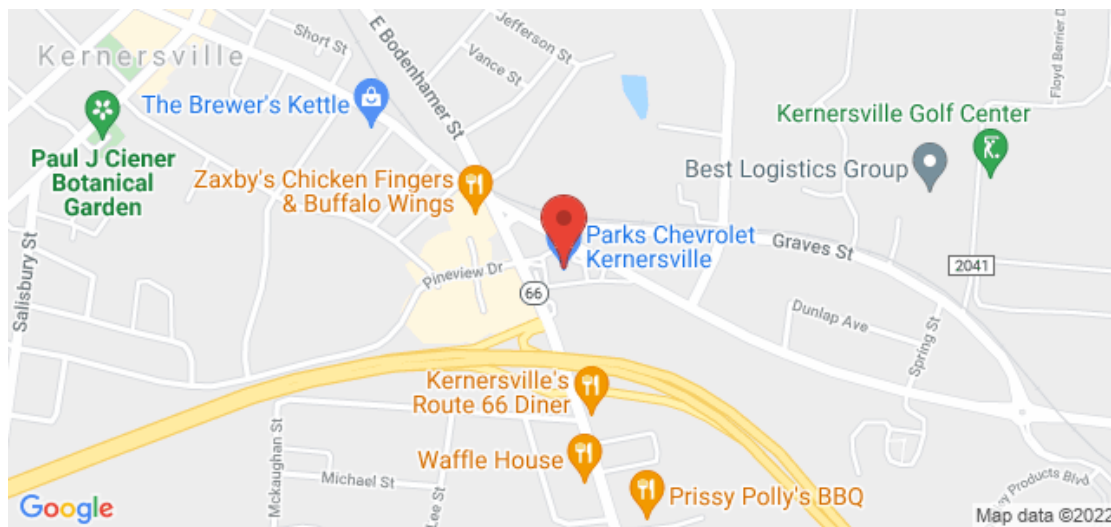 Kernersville
Short St
E Bodenhamer St
Jefferson St
Vance St
Floyd Berrier D
The Brewer's Kettle
Kernersville Golf Center
Paul J Ciener
Botanical
Garden
Zaxby's Chicken Fingers
& Buffalo Wings
Best Logistics Group
Parks Chevrolet
Kernersville
Graves St
2041
Salisbury St
Pineview Dr
66
Dunlap Ave
Spring St
Kernersville's
Route 66 Diner
Mckaughan St
Waffle House
Michael St
Lee St
Prissy Polly's BBQ
y Products Blvd
Google
Map data ©2022